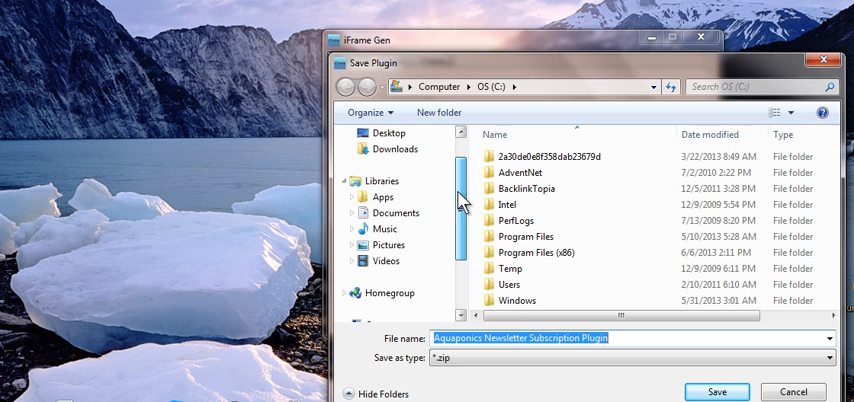 iFrame Gen
Save Plugin
Computer OS (C:) Search OS (C:)
Organize New folder
Desktop
Downloads
Libraries
Apps
Documents
Music
Pictures
Videos
Homegroup
Name Date modified Type
2a30de0e8f358dab23679d 3/22/2013 8:49 AM File folder
AdventNet 7/2/2010 2:22 PM File folder
BacklinkTopia 12/5/2011 3:28 PM File folder
Intel 12/9/2009 5:54 PM File folder
PerfLogs 7/13/2009 8:20 PM File folder
Program Files 5/10/2013 5:28 AM File folder
Program Files (x86) 6/6/2013 2:11 PM File folder
Temp 12/9/2009 6:11 PM File folder
Users 2/10/2011 6:10 AM File folder
Windows 5/31/2013 3:01 AM File folder
File name: Aquaponics Newsletter Subscription Plugin
Save as type: *.zip
Hide Folders Save Cancel